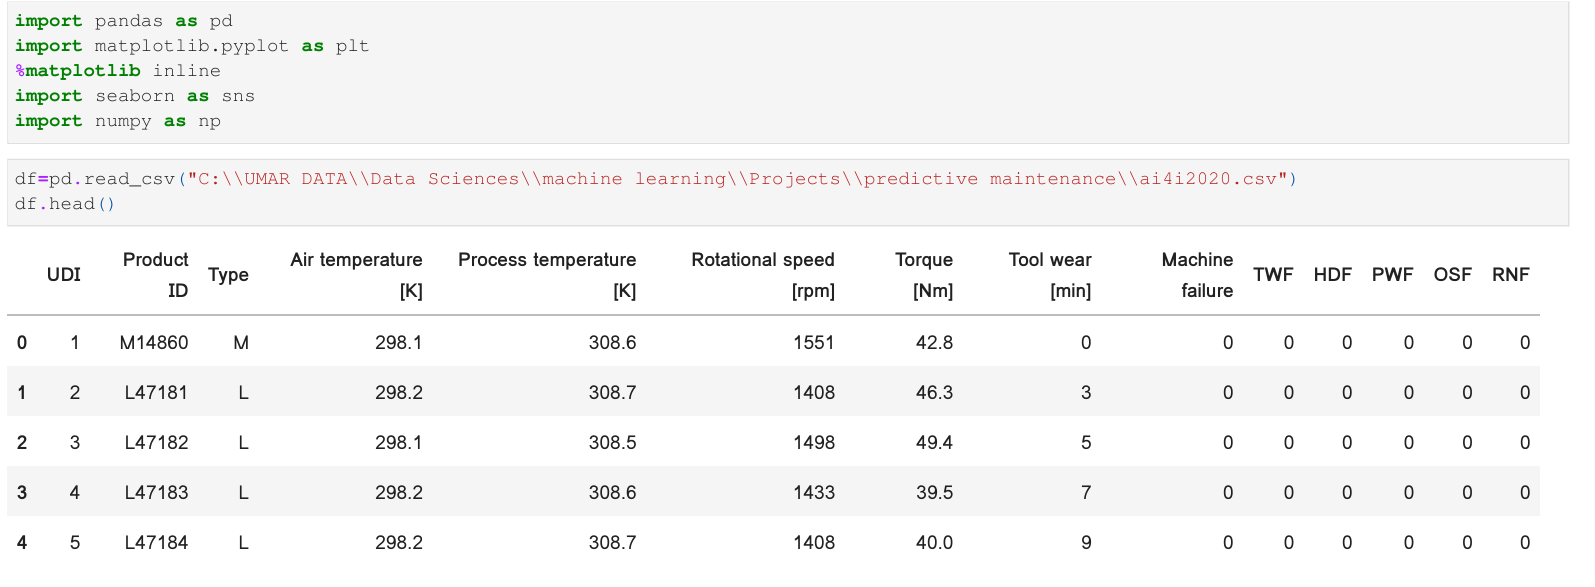 import pandas as pd
import matplotlib.pyplot as plt
%matplotlib inline
import seaborn as sns
import numpy as np
df=pd.read_csv("C:\\UMAR DATA\\Data Sciences\\machine learning\\Projects\\predictive maintenance\\ai4i2020.csv")
df.head()
UDI Product ID Type Air temperature [K] Process temperature [K] Rotational speed [rpm] Torque [Nm] Tool wear [min] Machine failure TWF HDF PWF OSF RNF
0 1 M14860 M 298.1 308.6 1551 42.8 0 0 0 0 0 0 0
1 2 L47181 L 298.2 308.7 1408 46.3 3 0 0 0 0 0 0
2 3 L47182 L 298.1 308.5 1498 49.4 5 0 0 0 0 0 0
3 4 L47183 L 298.2 308.6 1433 39.5 7 0 0 0 0 0 0
4 5 L47184 L 298.2 308.7 1408 40.0 9 0 0 0 0 0 0